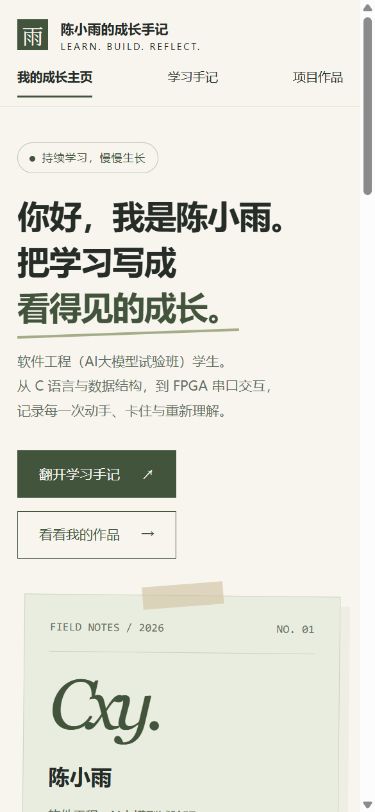 雨
陈小雨的成长手记
LEARN. BUILD. REFLECT.
我的成长主页 学习手记 项目作品
持续学习，慢慢生长
你好，我是陈小雨。
把学习写成
看得见的成长。
软件工程（AI大模型试验班）学生。
从 C 语言与数据结构，到 FPGA 串口交互，
记录每一次动手、卡住与重新理解。
翻开学习手记 ↗
看看我的作品 →
FIELD NOTES / 2026 NO. 01
Cxy.
陈小雨